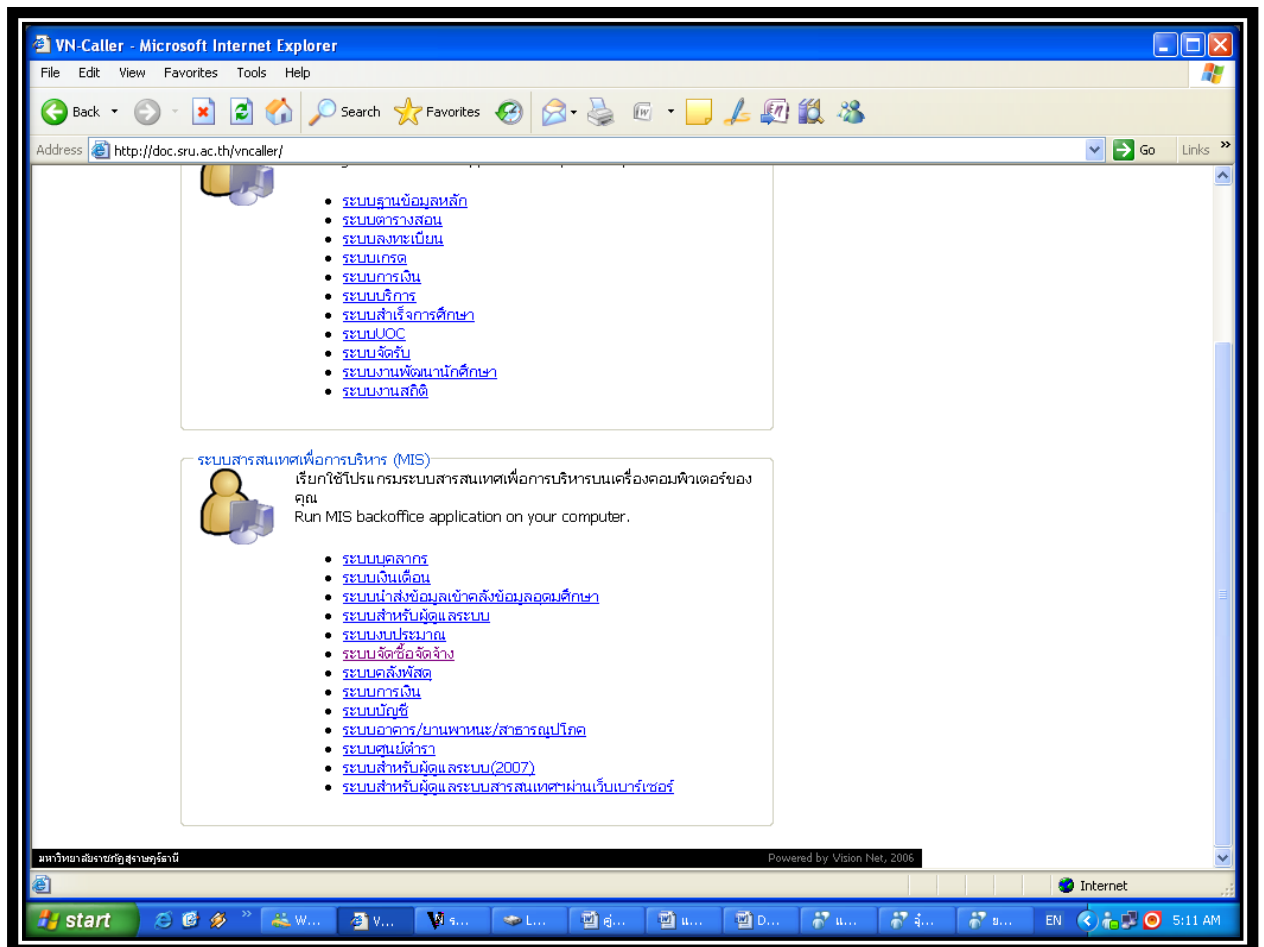 VN-Caller - Microsoft Internet Explorer
File Edit View Favorites Tools Help
Back Search Favorites
Address http://doc.sru.ac.th/vncaller/ Go Links »
ระบบฐานข้อมูลหลัก
ระบบตารางสอน
ระบบลงทะเบียน
ระบบเกรด
ระบบการเงิน
ระบบบริการ
ระบบสำเร็จการศึกษา
ระบบUOC
ระบบจัดรับ
ระบบงานพัฒนานักศึกษา
ระบบงานสถิติ
ระบบสารสนเทศเพื่อการบริหาร (MIS)
เรียกใช้โปรแกรมระบบสารสนเทศเพื่อการบริหารบนเครื่องคอมพิวเตอร์ของ
คุณ
Run MIS backoffice application on your computer.
ระบบบุคลากร
ระบบเงินเดือน
ระบบนำส่งข้อมูลเข้าคลังข้อมูลอุดมศึกษา
ระบบสำหรับผู้ดูแลระบบ
ระบบงบประมาณ
ระบบจัดซื้อจัดจ้าง
ระบบคลังพัสดุ
ระบบการเงิน
ระบบบัญชี
ระบบอาคาร/ยานพาหนะ/สาธารณูปโภค
ระบบศูนย์ตำรา
ระบบสำหรับผู้ดูแลระบบ(2007)
ระบบสำหรับผู้ดูแลระบบสารสนเทศฯผ่านเว็บเบาร์เซอร์
มหาวิทยาลัยราชภัฏสุราษฎร์ธานี Powered by Vision Net, 2006
Internet
start » W... V... ร... L... คู่... แ... D... แ... EN 5:11 AM